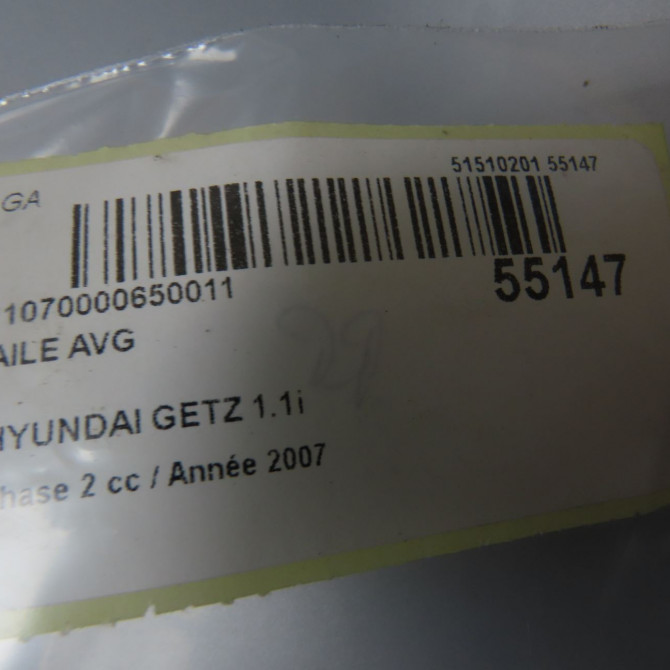 51510201 55147
GA
55147
1070000650011
AILE AVG
HYUNDAI GETZ 1.1i
hase 2 cc / Année 2007